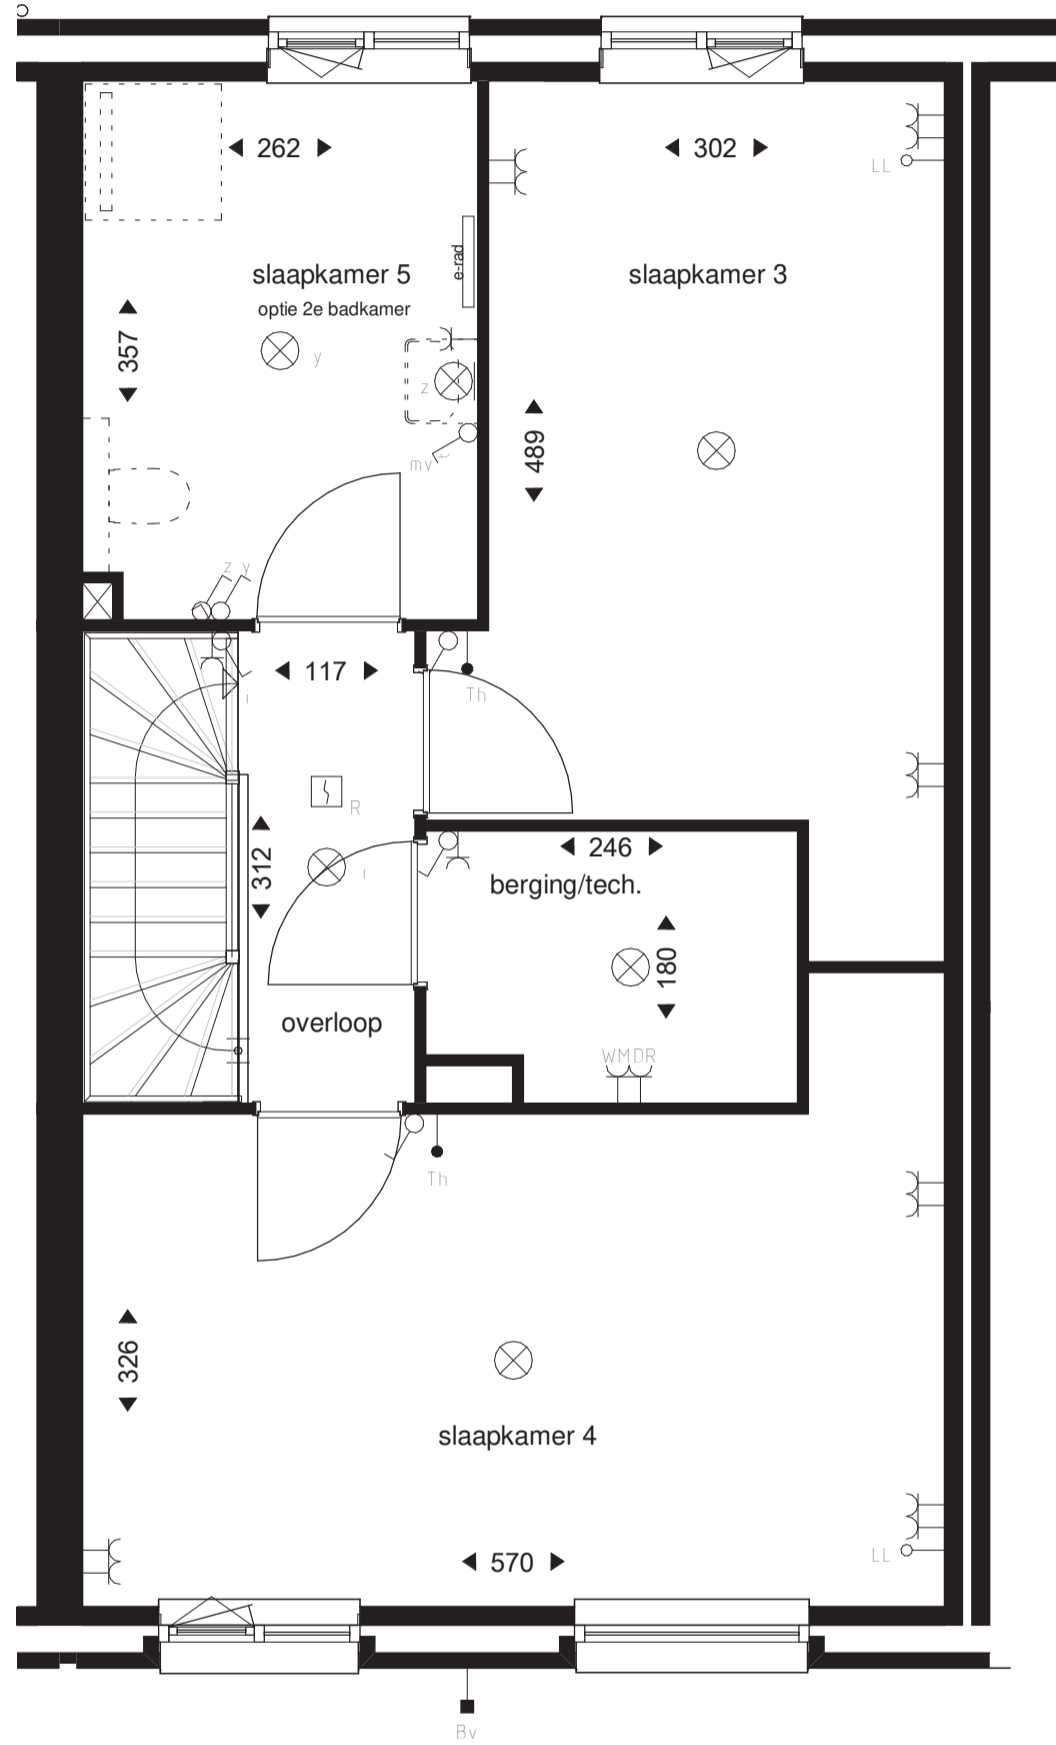 262
302
LL
slaapkamer 5
optie 2e badkamer
e-rad
slaapkamer 3
357
y
z
489
mv
z y
117
Th
i
R
312
i
246
berging/tech.
180
overloop
WMDR
Th
326
slaapkamer 4
570
LL
Bv